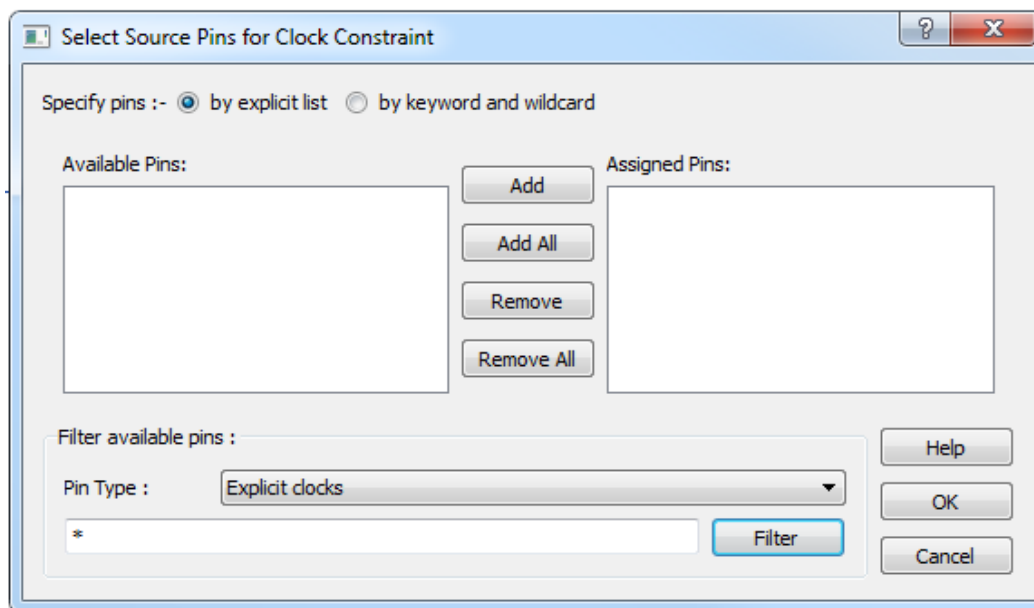 Select Source Pins for Clock Constraint
Specify pins :- by explicit list by keyword and wildcard
Available Pins:
Assigned Pins:
Add
Add All
Remove
Remove All
Filter available pins :
Pin Type : Explicit clocks
*
Filter
Help
OK
Cancel